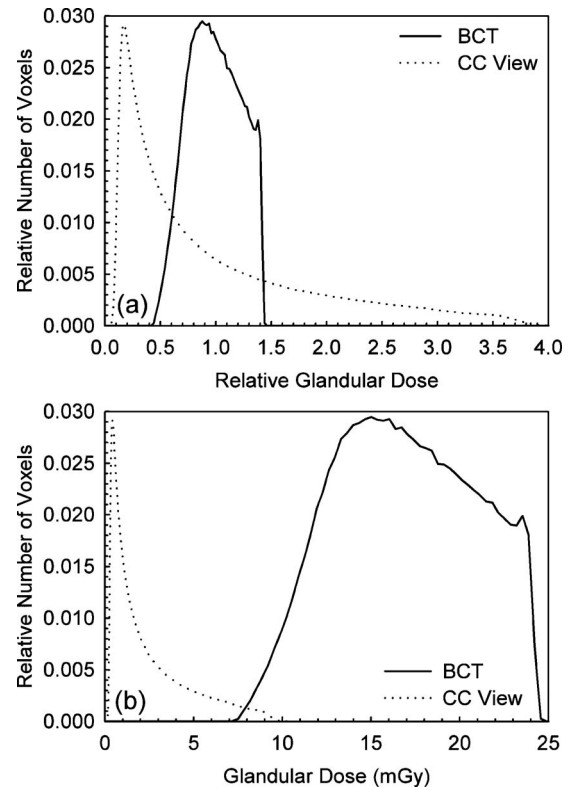 0.030
0.025
0.020
0.015
0.010
0.005
0.000
Relative Number of Voxels
BCT
CC View
(a)
0.0 0.5 1.0 1.5 2.0 2.5 3.0 3.5 4.0
Relative Glandular Dose
0.030
0.025
0.020
0.015
0.010
0.005
0.000
Relative Number of Voxels
BCT
CC View
(b)
0 5 10 15 20 25
Glandular Dose (mGy)